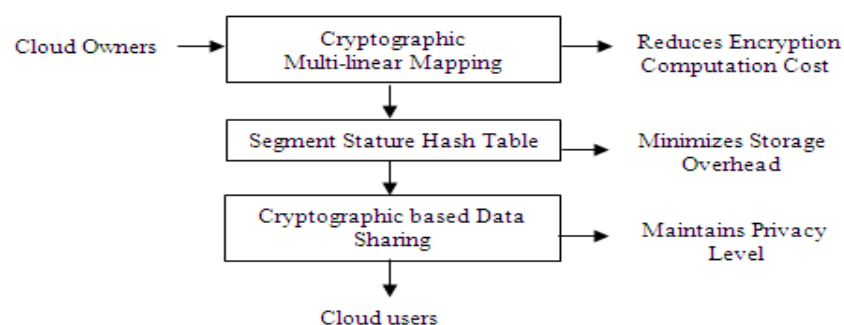 Cloud Owners
Cryptographic
Multi-linear Mapping
Reduces Encryption
Computation Cost
Segment Stature Hash Table
Minimizes Storage
Overhead
Cryptographic based Data
Sharing
Maintains Privacy
Level
Cloud users